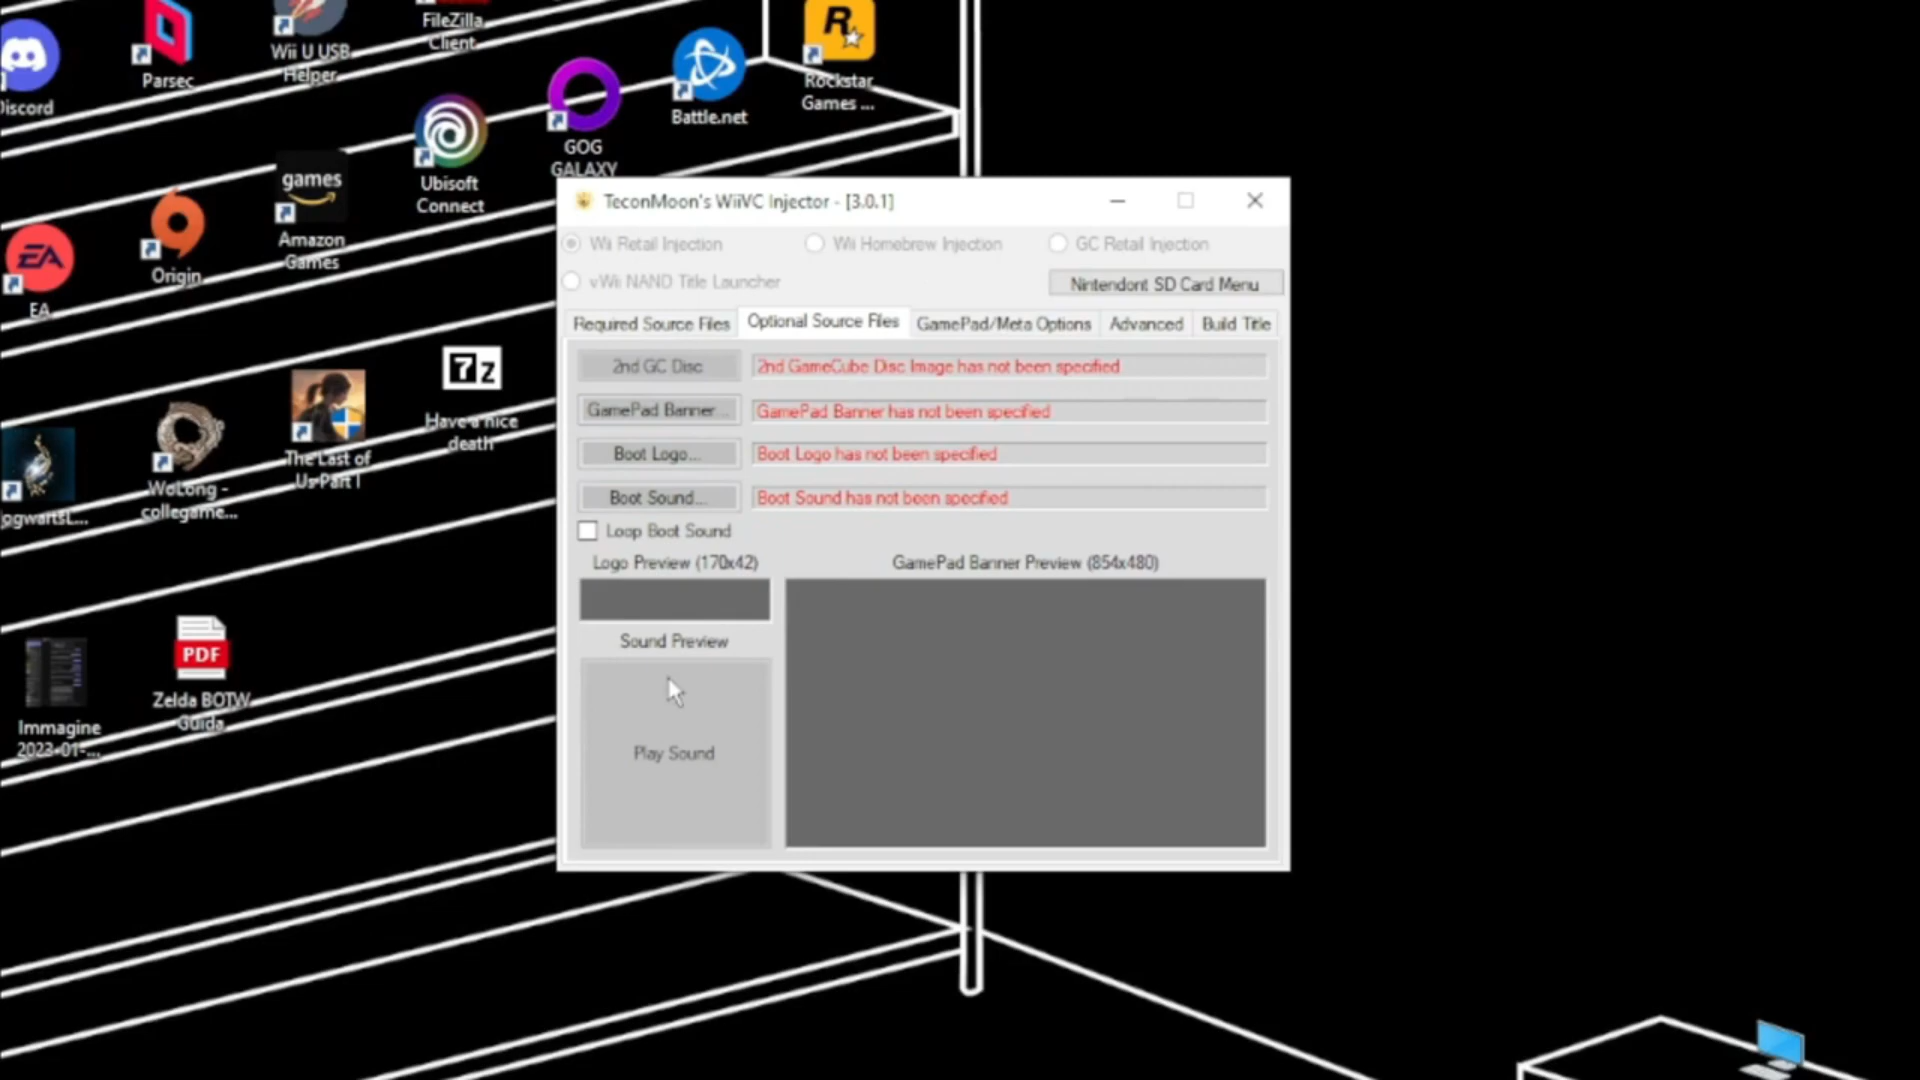 FileZilla
Client
Wii U USB
Helper
Parsec
Discord
Rockstar
Games ...
Battle.net
GOG
GALAXY
Ubisoft
Connect
games
Amazon
Games
Origin
EA
EA
7z
Have a nice
death
The Last of
Us Part I
WoLong -
collegame...
ogwartsL...
PDF
Zelda BOTW
Guida
Immagine
2023-01-...
TeconMoon's WiiVC Injector - [3.0.1]
Wii Retail Injection
Wii Homebrew Injection
GC Retail Injection
vWii NAND Title Launcher
Nintendont SD Card Menu
Required Source Files
Optional Source Files
GamePad/Meta Options
Advanced
Build Title
2nd GC Disc
2nd GameCube Disc Image has not been specified
GamePad Banner...
GamePad Banner has not been specified
Boot Logo...
Boot Logo has not been specified
Boot Sound...
Boot Sound has not been specified
Loop Boot Sound
Logo Preview (170x42)
GamePad Banner Preview (854x480)
Sound Preview
Play Sound